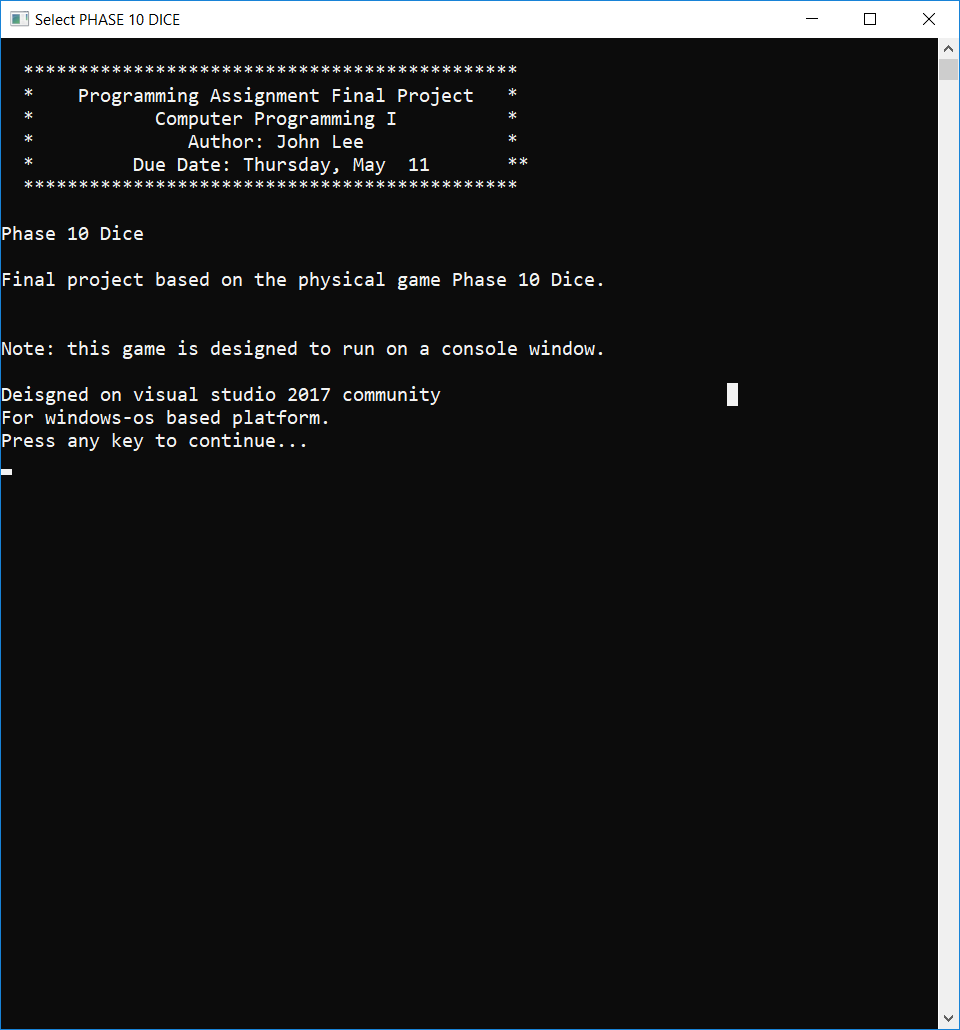 Select PHASE 10 DICE
*********************************************
*    Programming Assignment Final Project   *
*           Computer Programming I          *
*              Author: John Lee             *
*         Due Date: Thursday, May  11       **
*********************************************
Phase 10 Dice
Final project based on the physical game Phase 10 Dice.
Note: this game is designed to run on a console window.
Deisgned on visual studio 2017 community
For windows-os based platform.
Press any key to continue...